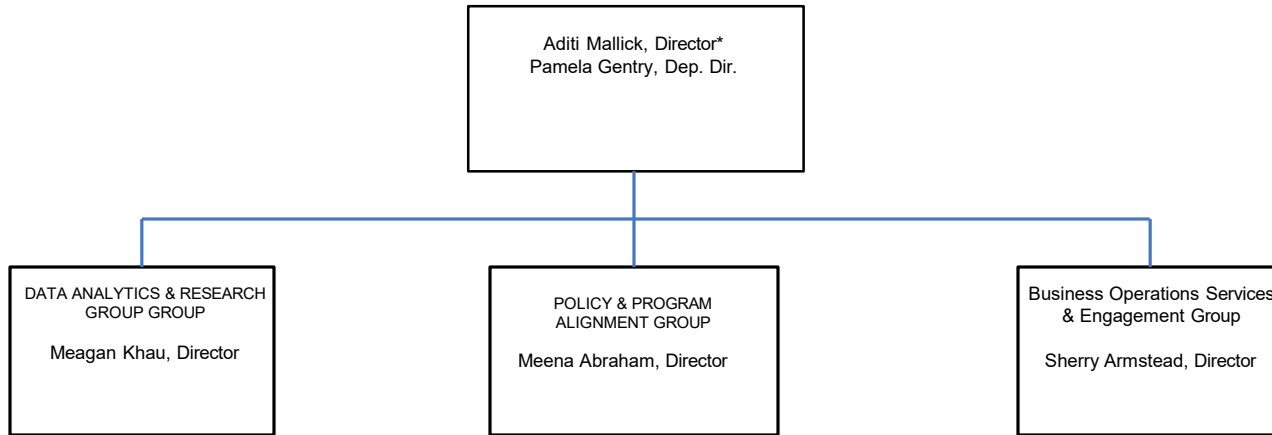 Aditi Mallick, Director*
Pamela Gentry, Dep. Dir.
DATA ANALYTICS & RESEARCH
GROUP GROUP
Meagan Khau, Director
POLICY & PROGRAM
ALIGNMENT GROUP
Meena Abraham, Director
Business Operations Services
& Engagement Group
Sherry Armstead, Director